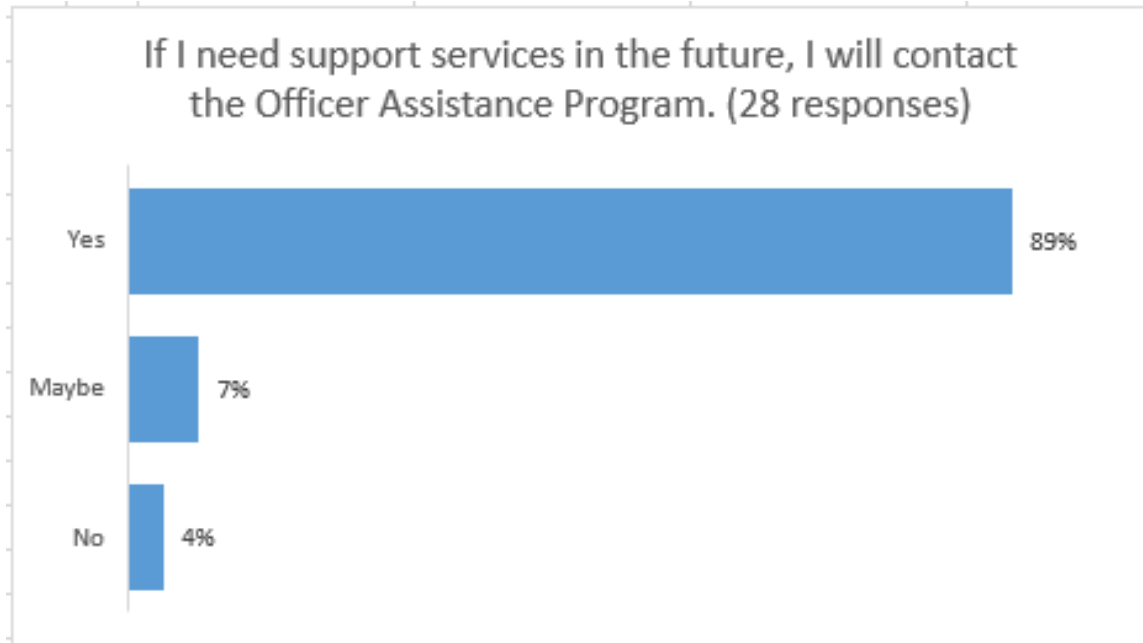 If I need support services in the future, I will contact
the Officer Assistance Program. (28 responses)
Yes
89%
Maybe
7%
No
4%